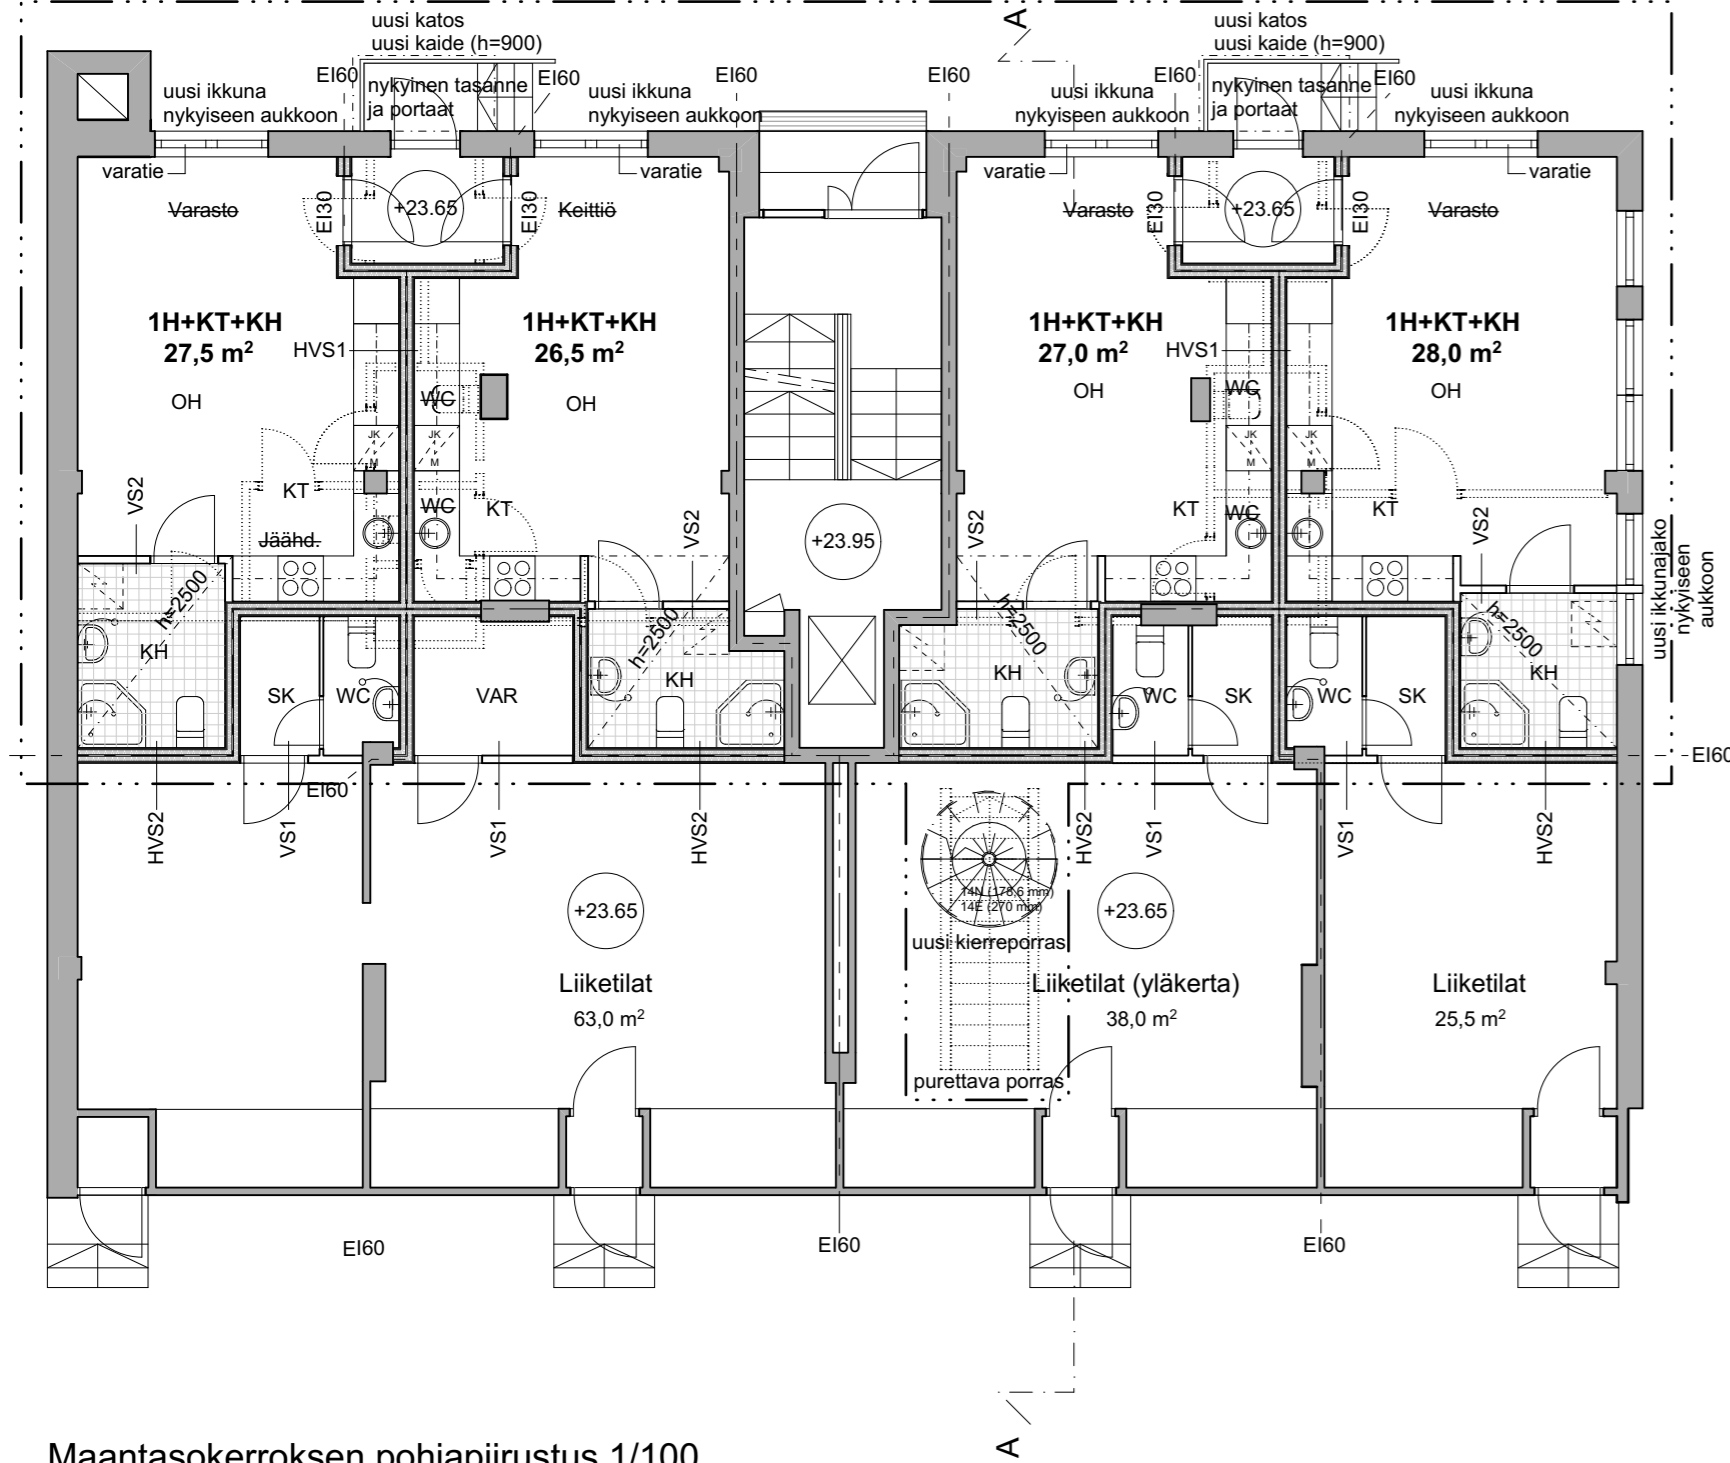 uusi katos
uusi kaide (h=900)
A
uusi katos
uusi kaide (h=900)
EI60
EI60
EI60
EI60
EI60
EI60
uusi ikkuna
nykyiseen aukkoon
nykyinen tasanne
ja portaat
uusi ikkuna
nykyiseen aukkoon
uusi ikkuna
nykyiseen aukkoon
nykyinen tasanne
ja portaat
uusi ikkuna
nykyiseen aukkoon
varatie
varatie
varatie
varatie
Varasto
EI30
+23.65
EI30
Keittiö
Varasto
EI30
+23.65
EI30
Varasto
1H+KT+KH
27,5 m²
1H+KT+KH
26,5 m²
1H+KT+KH
27,0 m²
1H+KT+KH
28,0 m²
HVS1
HVS1
OH
OH
OH
OH
WC
WC
JK
M
JK
M
JK
M
JK
M
VS2
KT
WC
KT
VS2
VS2
KT
WC
KT
VS2
Jäähd.
+23.95
uusi ikkunajako
nykyiseen
aukkoon
h=2500
h=2500
h=2500
h=2500
KH
KH
KH
KH
SK
WC
VAR
WC
SK
WC
SK
EI60
EI60
HVS2
VS1
VS1
HVS2
HVS2
VS1
VS1
HVS2
14N (178,6 mm)
14E (270 mm)
+23.65
+23.65
uusi kierreporras
Liiketilat
63,0 m²
Liiketilat (yläkerta)
38,0 m²
Liiketilat
25,5 m²
purettava porras
EI60
EI60
EI60
A
Maantasokerroksen pohjapiirustus 1/100